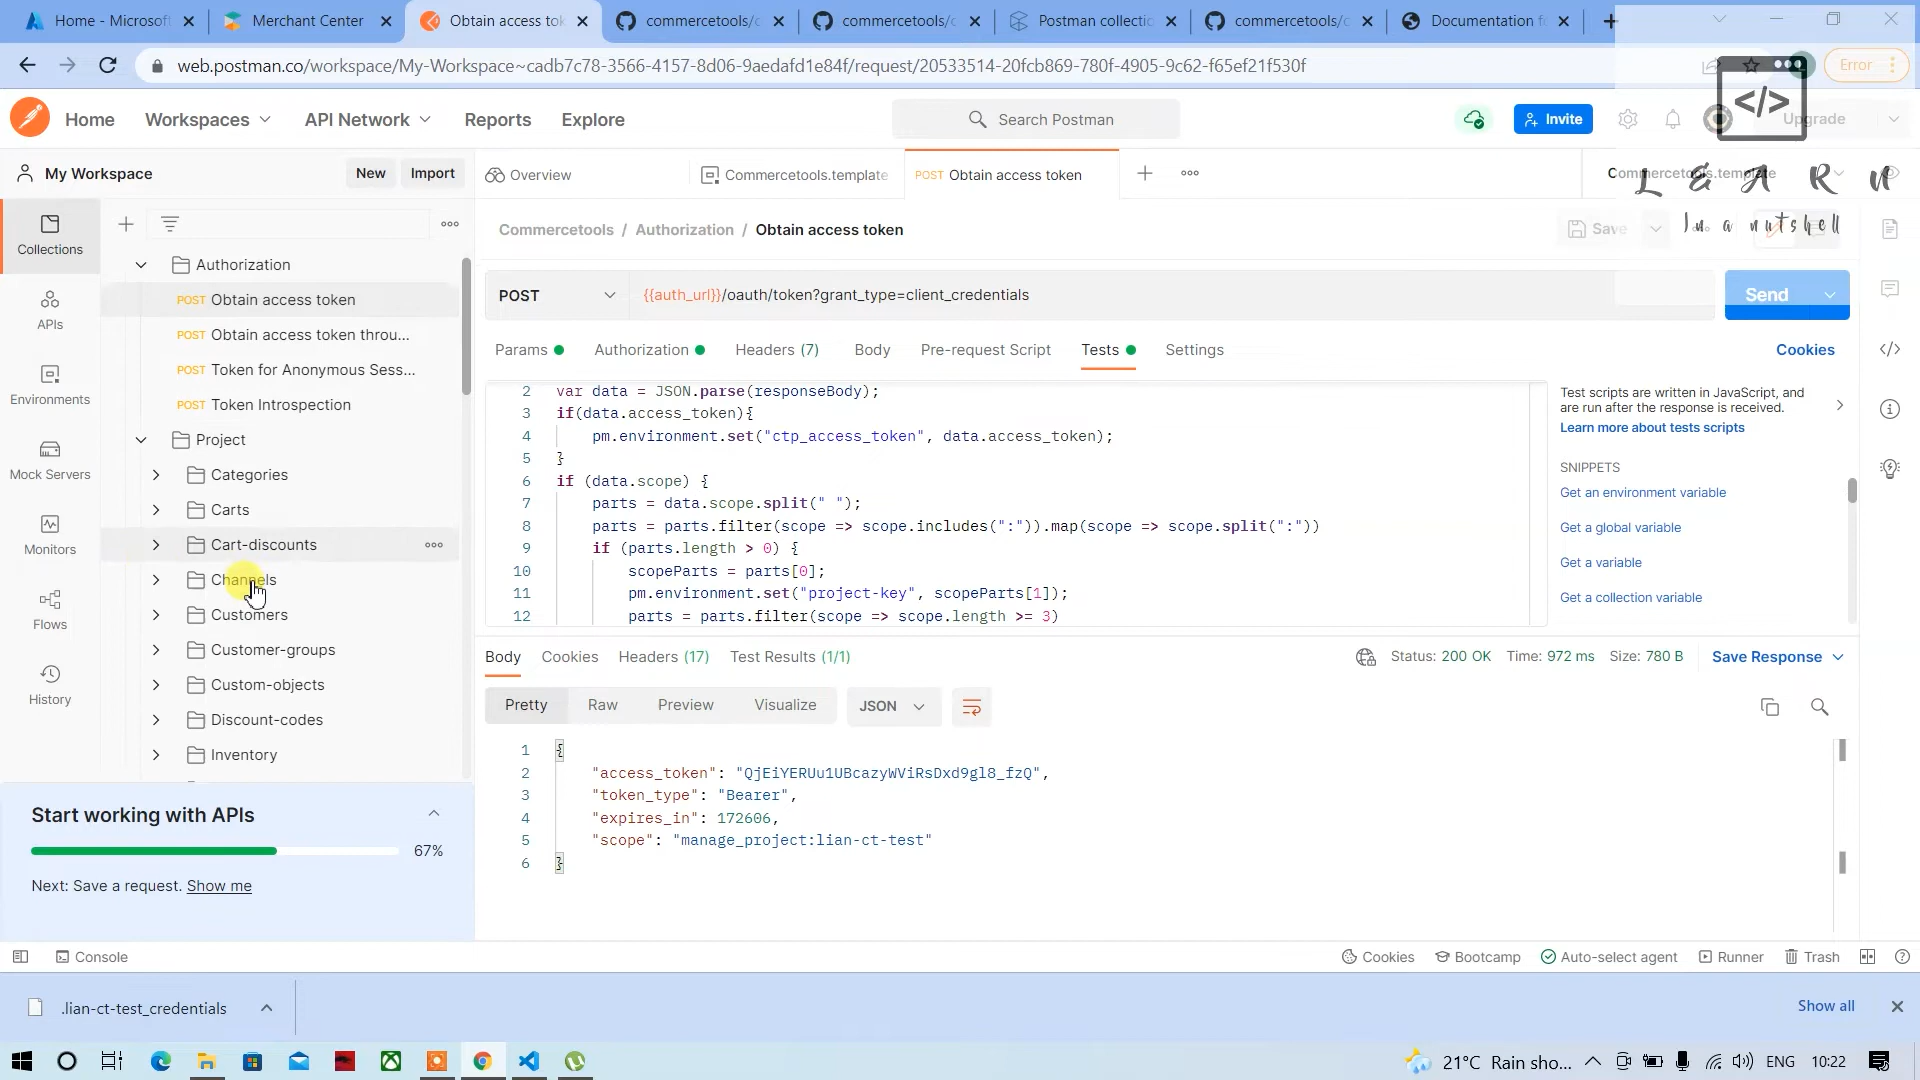 Home - Microsoft
Merchant Center
Obtain access tok
commercetools/c
commercetools/c
Postman collectic
commercetools/c
Documentation f
web.postman.co/workspace/My-Workspace~cadb7c78-3566-4157-8d06-9aedafd1e84f/request/20533514-20fcb869-780f-4905-9c62-f65ef21f530f
Error
Home
Workspaces
API Network
Reports
Explore
Search Postman
Invite
Upgrade
</>
L & A R N
In a nutshell
My Workspace
New
Import
Overview
Commercetools.template
POST Obtain access token
Commercetools.template
Collections
APIs
Environments
Mock Servers
Monitors
Flows
History
Authorization
POST Obtain access token
POST Obtain access token throu...
POST Token for Anonymous Sess...
POST Token Introspection
Project
Categories
Carts
Cart-discounts
Channels
Customers
Customer-groups
Custom-objects
Discount-codes
Inventory
Start working with APIs
67%
Next: Save a request. Show me
Commercetools / Authorization / Obtain access token
Save
POST
{{auth_url}}/oauth/token?grant_type=client_credentials
Send
Params
Authorization
Headers (7)
Body
Pre-request Script
Tests
Settings
Cookies
2 var data = JSON.parse(responseBody);
3 if(data.access_token){
4 pm.environment.set("ctp_access_token", data.access_token);
5 }
6 if (data.scope) {
7 parts = data.scope.split(" ");
8 parts = parts.filter(scope => scope.includes(":")).map(scope => scope.split(":"))
9 if (parts.length > 0) {
10 scopeParts = parts[0];
11 pm.environment.set("project-key", scopeParts[1]);
12 parts = parts.filter(scope => scope.length >= 3)
Test scripts are written in JavaScript, and
are run after the response is received.
Learn more about tests scripts
SNIPPETS
Get an environment variable
Get a global variable
Get a variable
Get a collection variable
Body
Cookies
Headers (17)
Test Results (1/1)
Status: 200 OK
Time: 972 ms
Size: 780 B
Save Response
Pretty
Raw
Preview
Visualize
JSON
1 {
2 "access_token": "QjEiYERUu1UBcazyWViRsDxd9gl8_fzQ",
3 "token_type": "Bearer",
4 "expires_in": 172606,
5 "scope": "manage_project:lian-ct-test"
6 }
Console
Cookies
Bootcamp
Auto-select agent
Runner
Trash
.lian-ct-test_credentials
Show all
21°C Rain sho...
ENG
10:22